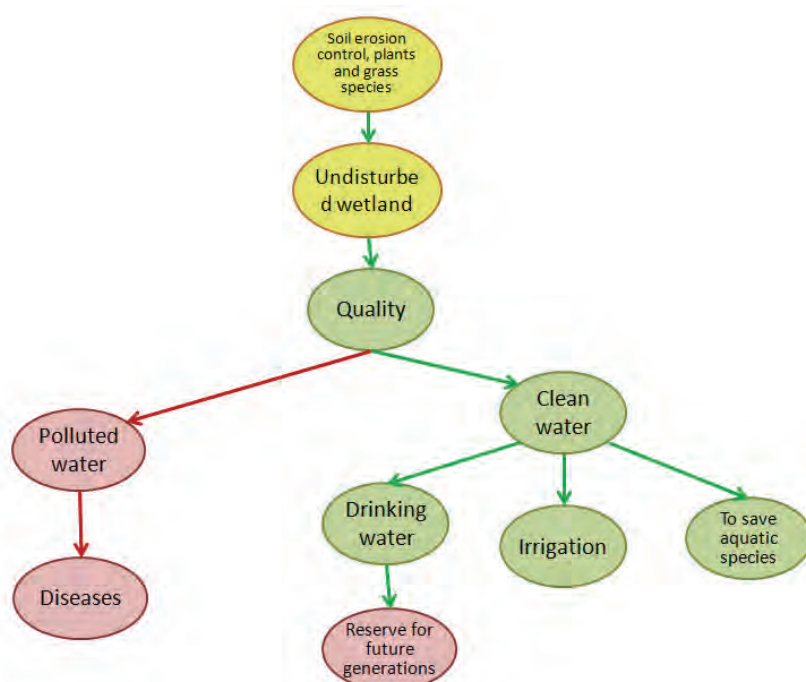 Soil erosion
control, plants
and grass
species
Undisturbe
d wetland
Quality
Clean
water
Polluted
water
Drinking
water
Irrigation
To save
aquatic
species
Diseases
Reserve for
future
generations